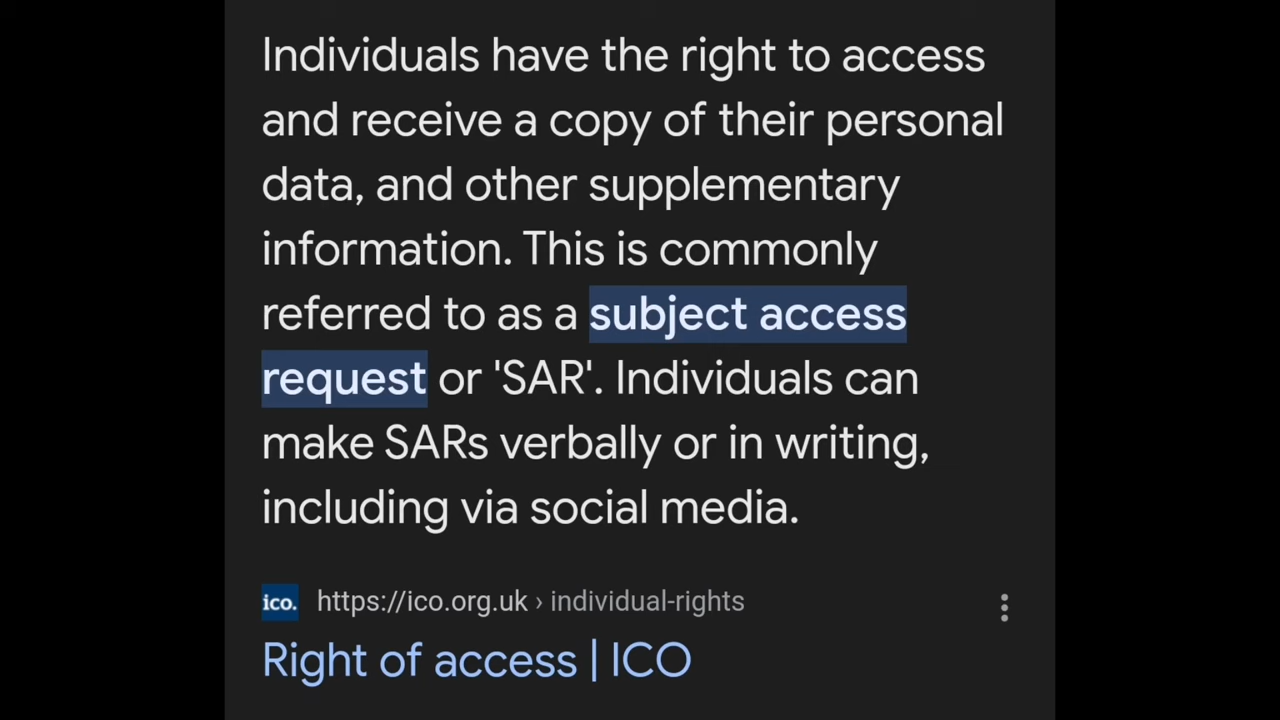 Individuals have the right to access
and receive a copy of their personal
data, and other supplementary
information. This is commonly
referred to as a subject access
request or 'SAR'. Individuals can
make SARs verbally or in writing,
including via social media.
ico. https://ico.org.uk › individual-rights
Right of access | ICO